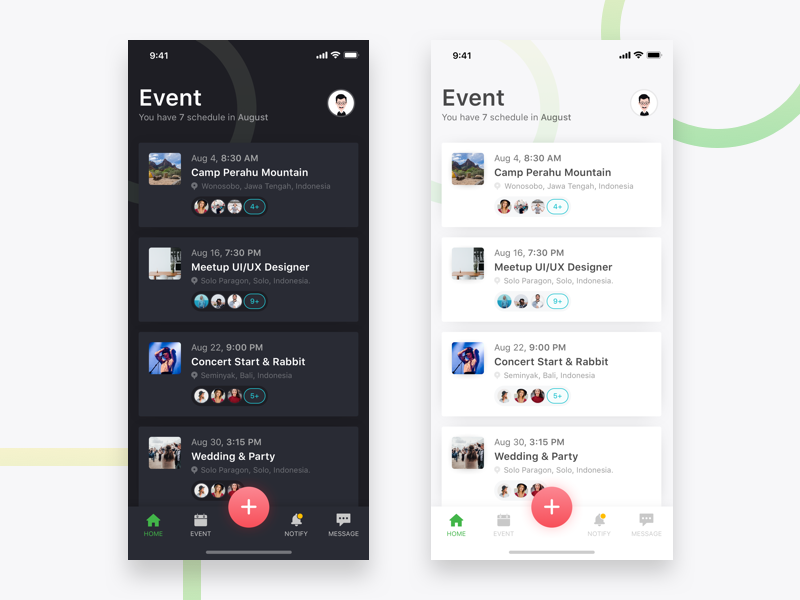 9:41
Event
You have 7 schedule in August
Aug 4, 8:30 AM
Camp Perahu Mountain
Wonosobo, Jawa Tengah, Indonesia
4+
Aug 16, 7:30 PM
Meetup UI/UX Designer
Solo Paragon, Solo, Indonesia.
9+
Aug 22, 9:00 PM
Concert Start & Rabbit
Seminyak, Bali, Indonesia
5+
Aug 30, 3:15 PM
Wedding & Party
Solo Paragon, Solo, Indonesia.
+
HOME EVENT NOTIFY MESSAGE
9:41
Event
You have 7 schedule in August
Aug 4, 8:30 AM
Camp Perahu Mountain
Wonosobo, Jawa Tengah, Indonesia
4+
Aug 16, 7:30 PM
Meetup UI/UX Designer
Solo Paragon, Solo, Indonesia.
9+
Aug 22, 9:00 PM
Concert Start & Rabbit
Seminyak, Bali, Indonesia
5+
Aug 30, 3:15 PM
Wedding & Party
Solo Paragon, Solo, Indonesia.
+
HOME EVENT NOTIFY MESSAGE